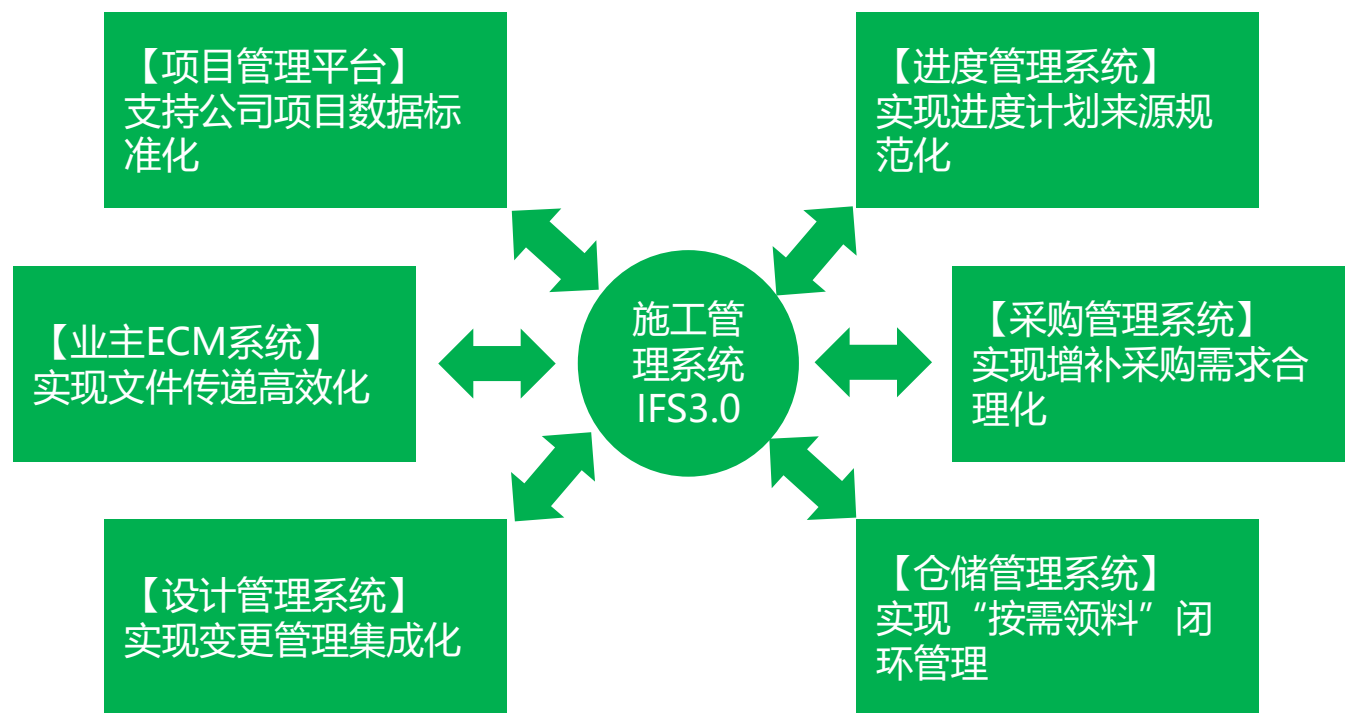 【项目管理平台】
支持公司项目数据标
准化
【进度管理系统】
实现进度计划来源规
范化
【业主ECM系统】
实现文件传递高效化
施工管
理系统
IFS3.0
【采购管理系统】
实现增补采购需求合
理化
【设计管理系统】
实现变更管理集成化
【仓储管理系统】
实现“按需领料”闭
环管理